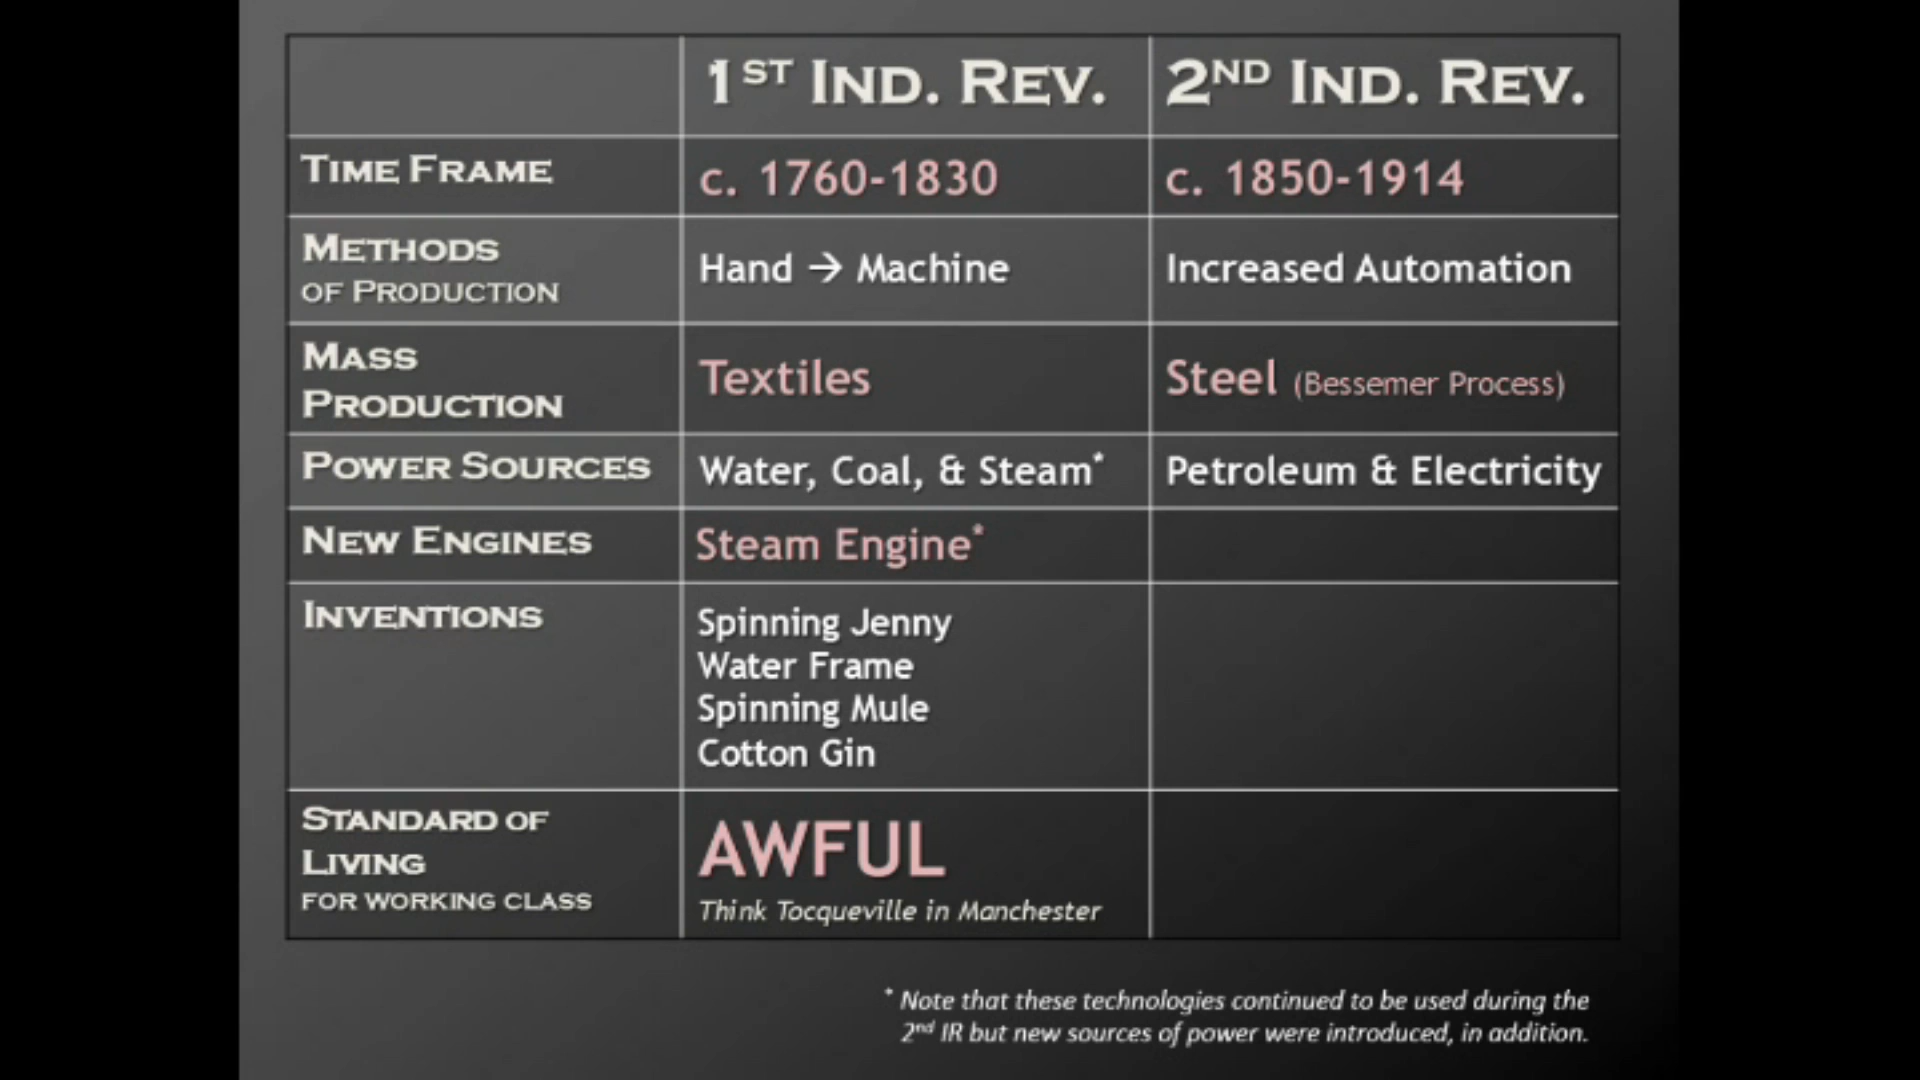 1ST IND. REV. 2ND IND. REV.
TIME FRAME c. 1760-1830 c. 1850-1914
METHODS
OF PRODUCTION
Hand → Machine Increased Automation
MASS
PRODUCTION
Textiles Steel (Bessemer Process)
POWER SOURCES Water, Coal, & Steam* Petroleum & Electricity
NEW ENGINES Steam Engine*
INVENTIONS Spinning Jenny
Water Frame
Spinning Mule
Cotton Gin
STANDARD OF
LIVING
FOR WORKING CLASS
AWFUL
Think Tocqueville in Manchester
* Note that these technologies continued to be used during the
2nd IR but new sources of power were introduced, in addition.